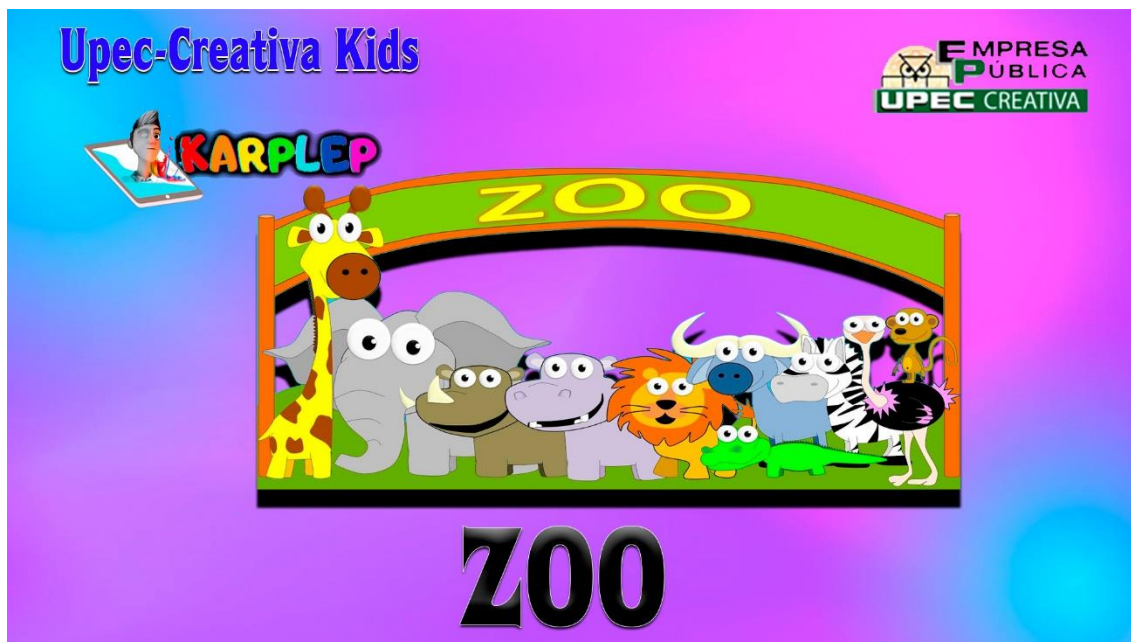 Upec-Creativa Kids
EMPRESA
PÚBLICA
UPEC CREATIVA
KARPLEP
ZOO
ZOO